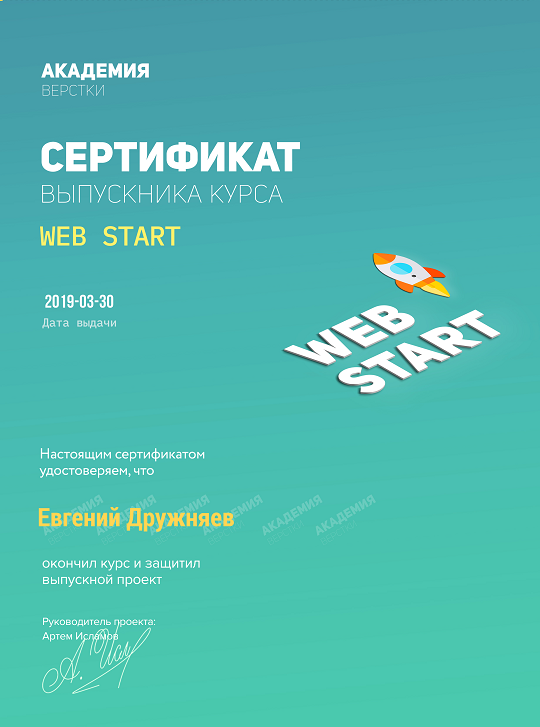 АКАДЕМИЯ
ВЕРСТКИ
СЕРТИФИКАТ
ВЫПУСКНИКА КУРСА
WEB START
2019-03-30
Дата выдачи
WEB
START
Настоящим сертификатом
удостоверяем, что
АКАДЕМИЯ АКАДЕМИЯ АКАДЕМИЯ АКАДЕМИЯ АКАДЕМИЯ АКАДЕМИЯ
Евгений Дружняев
окончил курс и защитил
выпускной проект
Руководитель проекта:
Артем Исламов